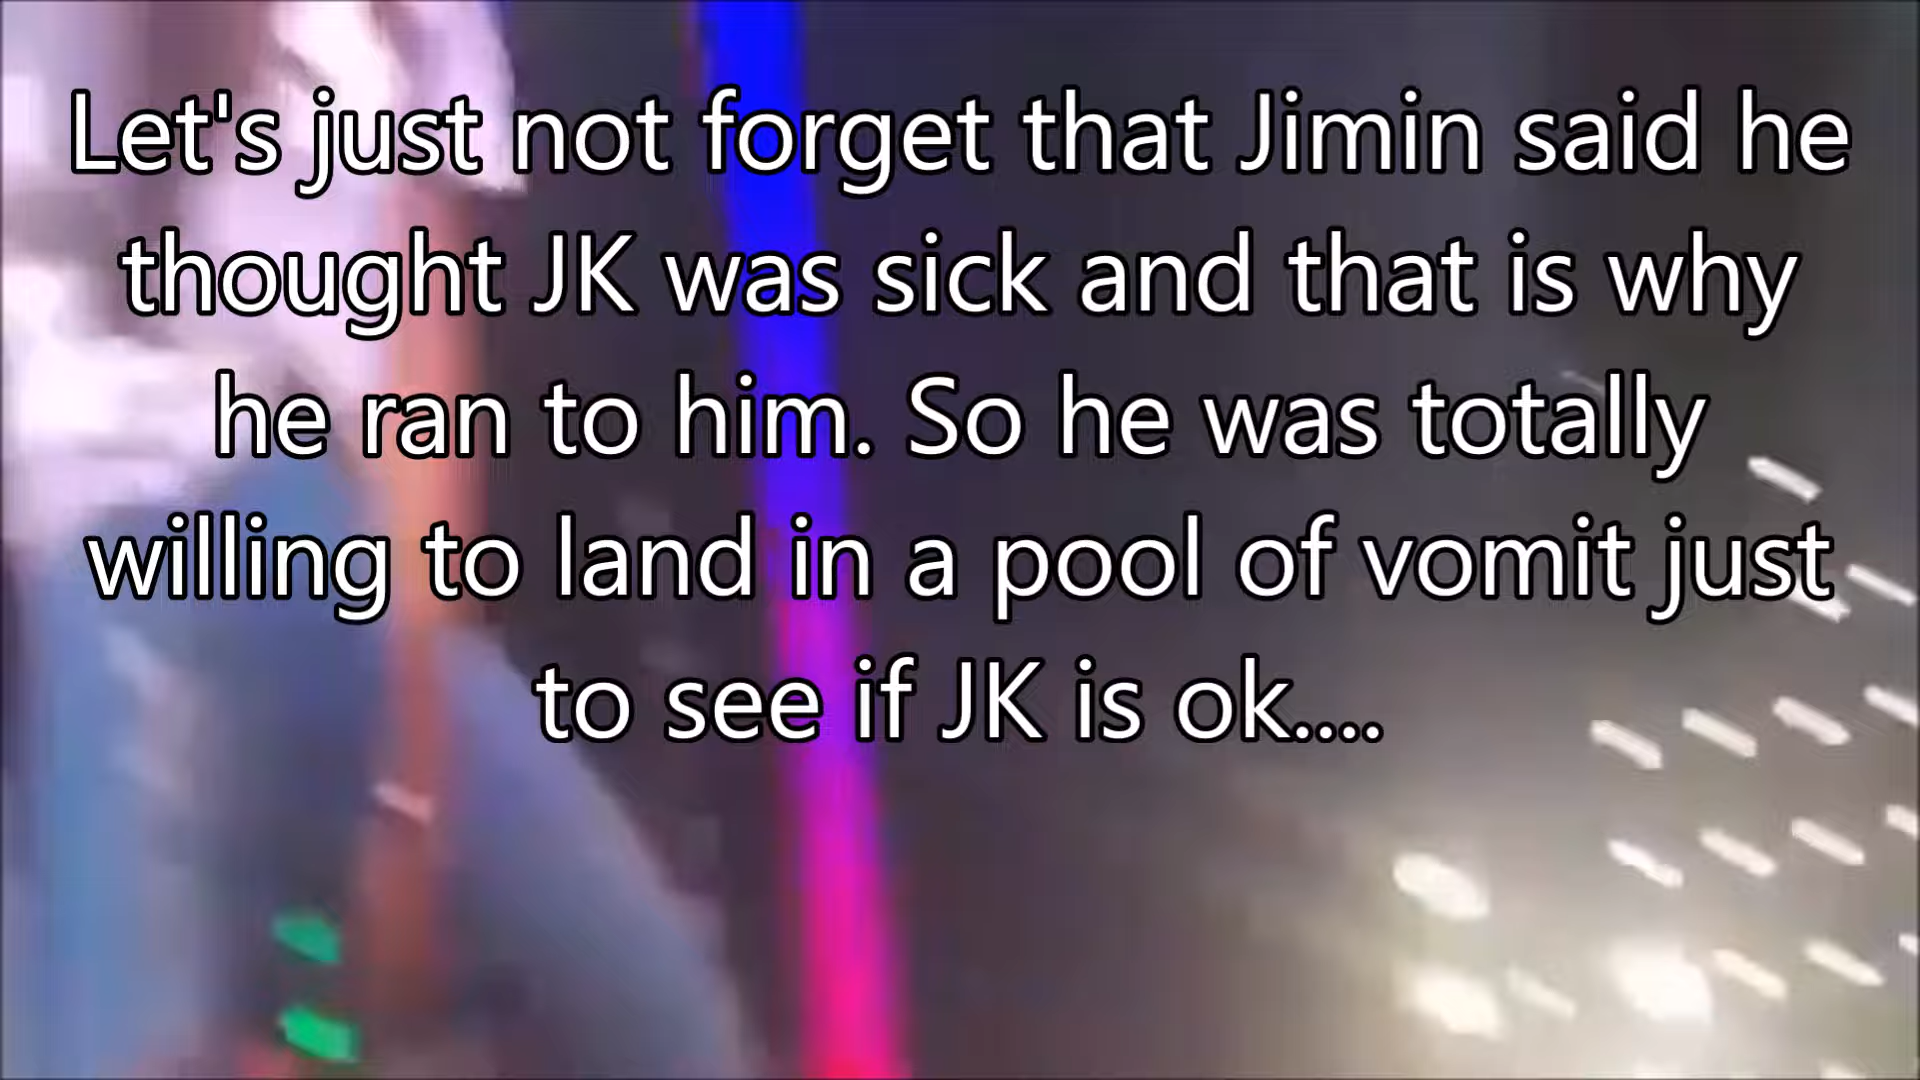 Let's just not forget that Jimin said he
thought JK was sick and that is why
he ran to him. So he was totally
willing to land in a pool of vomit just
to see if JK is ok....